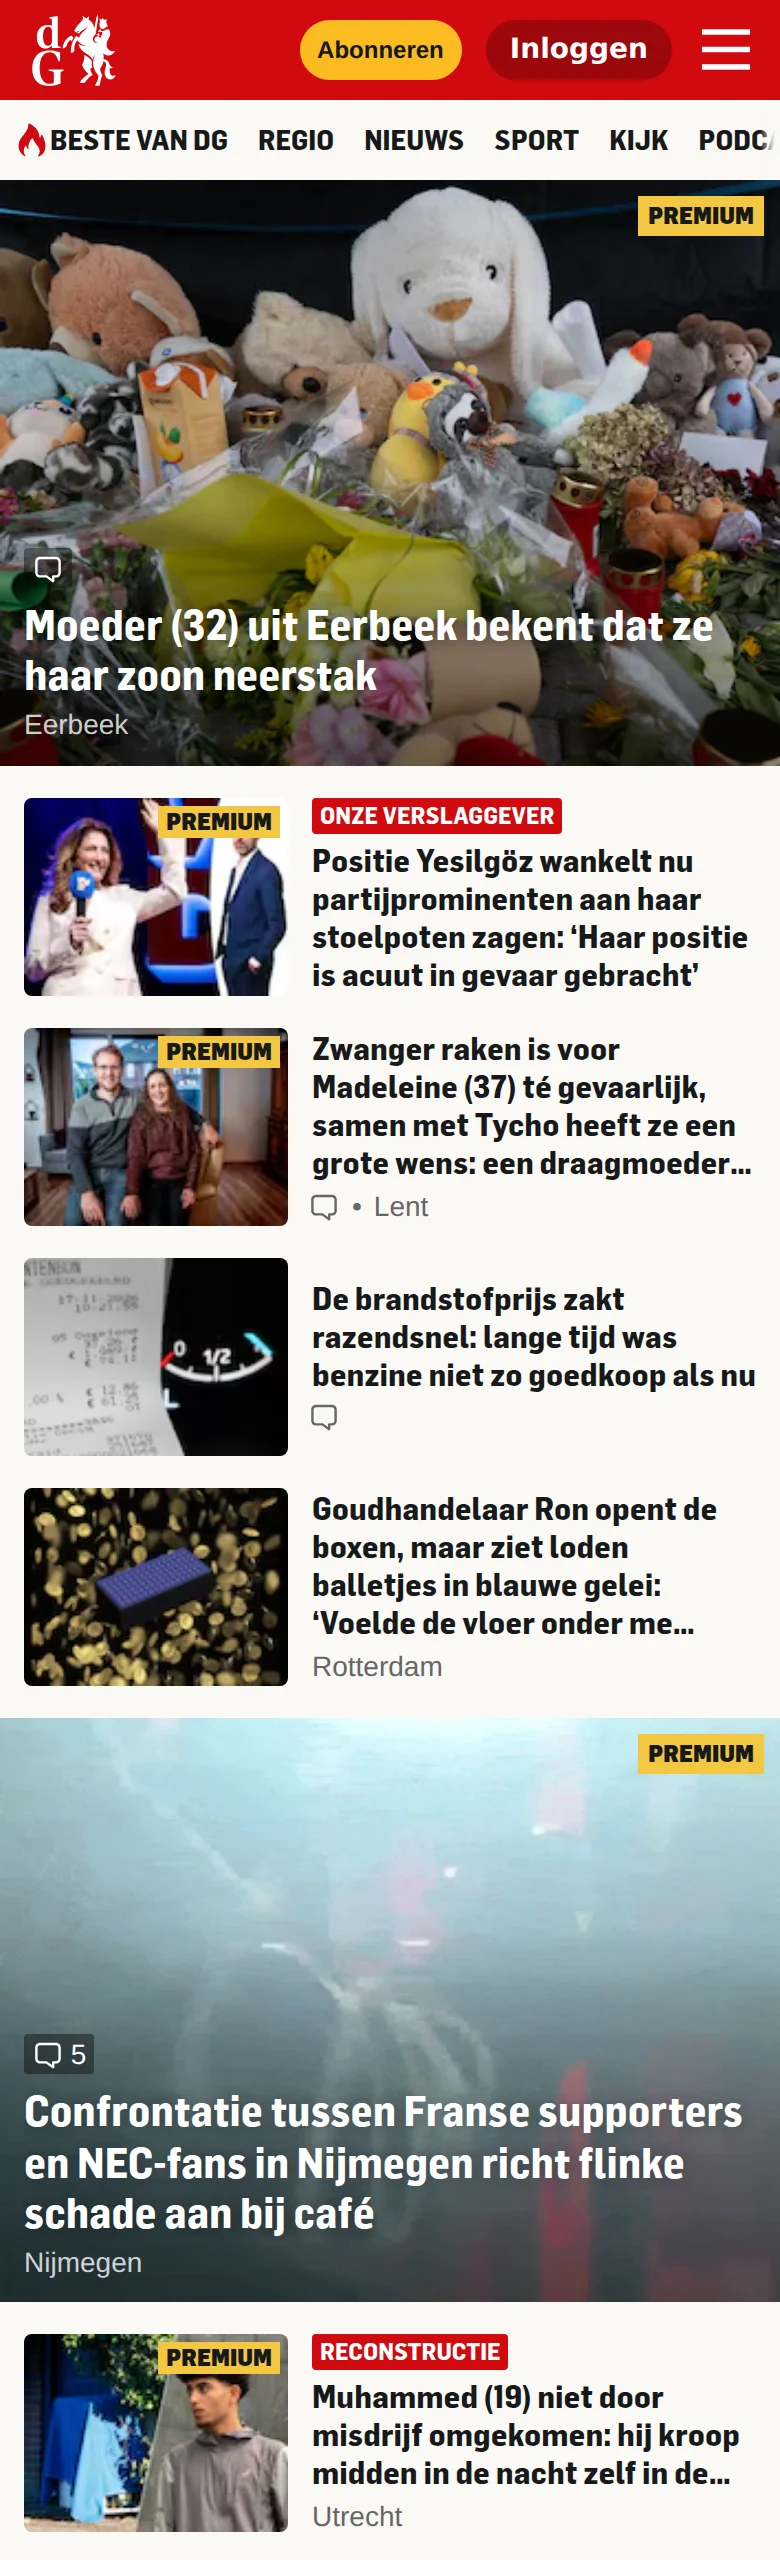 dG
Abonneren
Inloggen
BESTE VAN DG
REGIO
NIEUWS
SPORT
KIJK
PODCA
PREMIUM
Moeder (32) uit Eerbeek bekent dat ze
haar zoon neerstak
Eerbeek
PREMIUM
ONZE VERSLAGGEVER
Positie Yesilgöz wankelt nu
partijprominenten aan haar
stoelpoten zagen: ‘Haar positie
is acuut in gevaar gebracht’
PREMIUM
Zwanger raken is voor
Madeleine (37) té gevaarlijk,
samen met Tycho heeft ze een
grote wens: een draagmoeder...
• Lent
NTENBON
0
1/2
De brandstofprijs zakt
razendsnel: lange tijd was
benzine niet zo goedkoop als nu
Goudhandelaar Ron opent de
boxen, maar ziet loden
balletjes in blauwe gelei:
‘Voelde de vloer onder me...
Rotterdam
PREMIUM
5
Confrontatie tussen Franse supporters
en NEC-fans in Nijmegen richt flinke
schade aan bij café
Nijmegen
PREMIUM
RECONSTRUCTIE
Muhammed (19) niet door
misdrijf omgekomen: hij kroop
midden in de nacht zelf in de...
Utrecht